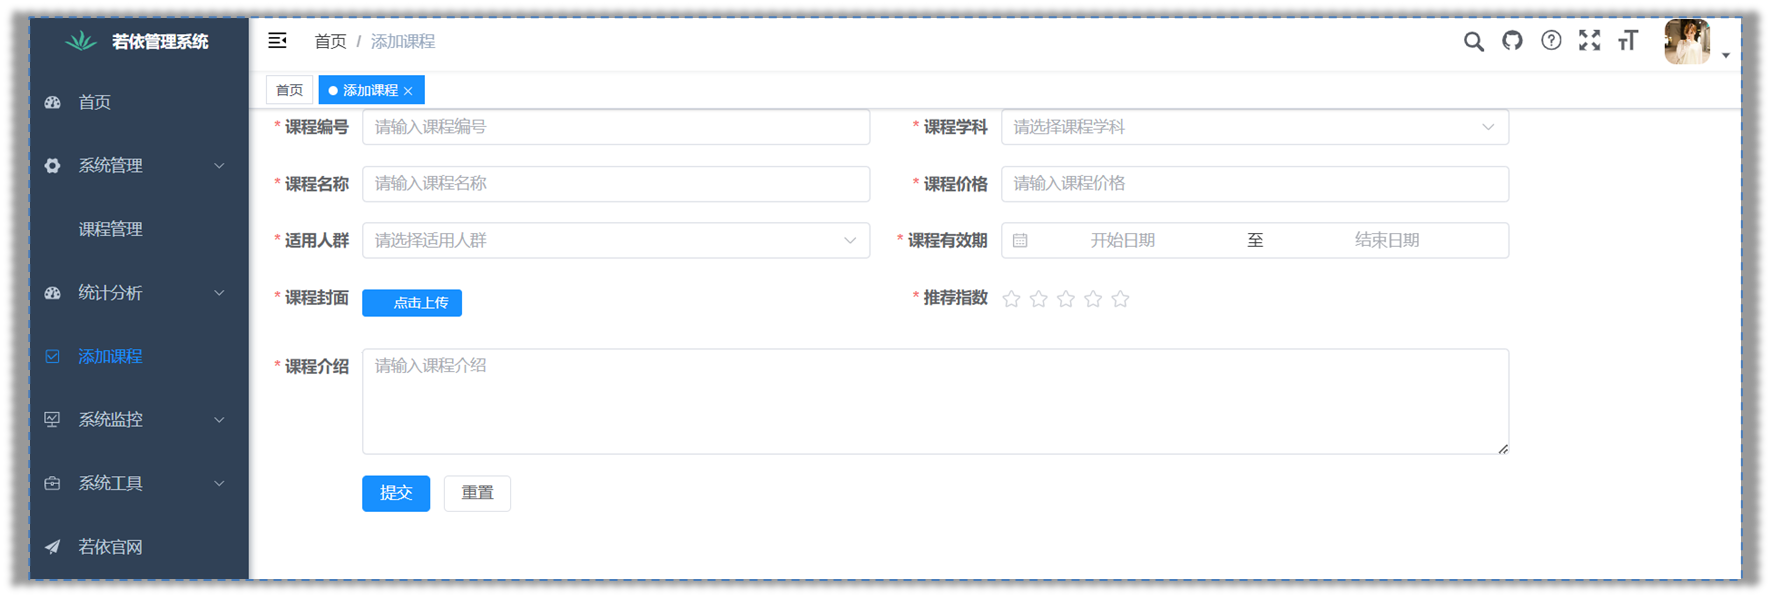 若依管理系统
首页
系统管理
课程管理
统计分析
添加课程
系统监控
系统工具
若依官网
首页 / 添加课程
首页
添加课程 ×
* 课程编号 请输入课程编号
* 课程学科 请选择课程学科
* 课程名称 请输入课程名称
* 课程价格 请输入课程价格
* 适用人群 请选择适用人群
* 课程有效期 开始日期 至 结束日期
* 课程封面 点击上传
* 推荐指数
* 课程介绍 请输入课程介绍
提交 重置